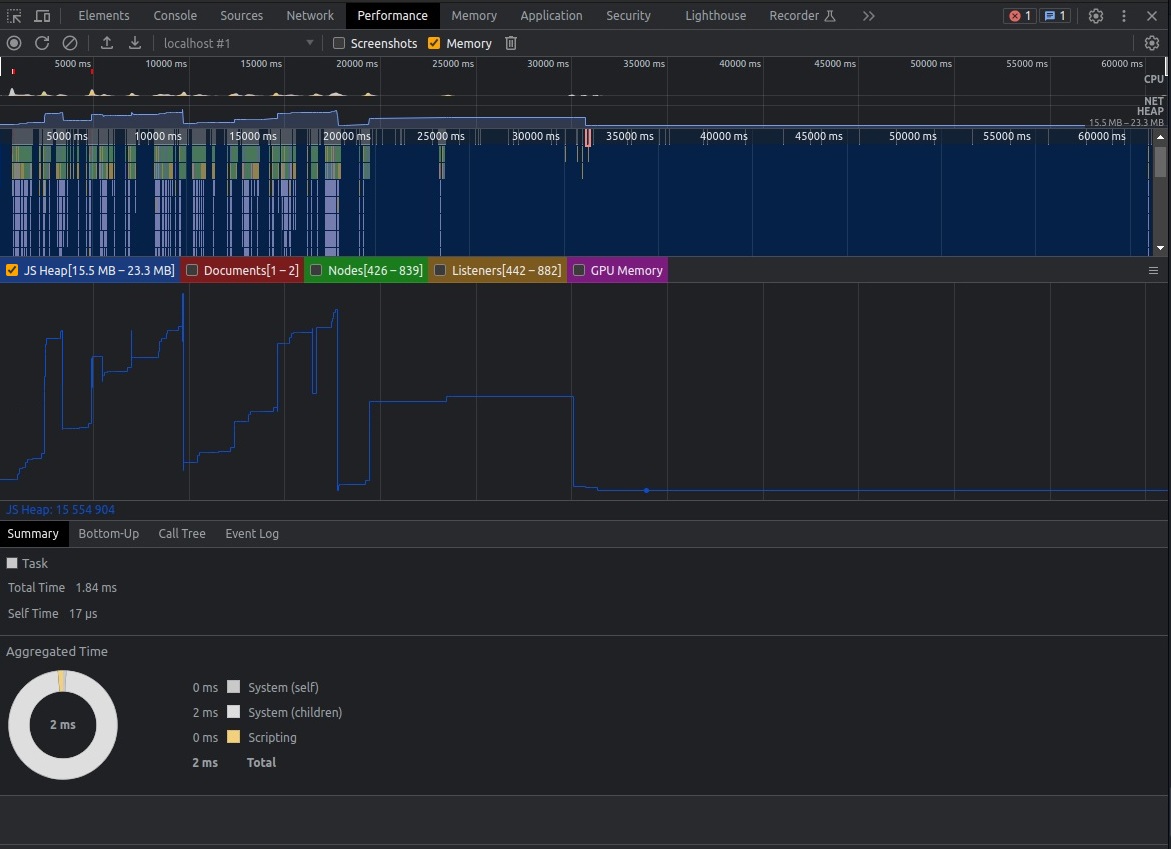 Elements Console Sources Network Performance Memory Application Security Lighthouse Recorder 1 1
localhost #1 Screenshots Memory
5000 ms 10000 ms 15000 ms 20000 ms 25000 ms 30000 ms 35000 ms 40000 ms 45000 ms 50000 ms 55000 ms 60000 ms
CPU
NET
HEAP
15.5 MB – 23.3 MB
5000 ms 10000 ms 15000 ms 20000 ms 25000 ms 30000 ms 35000 ms 40000 ms 45000 ms 50000 ms 55000 ms 60000 ms
JS Heap[15.5 MB – 23.3 MB] Documents[1 – 2] Nodes[426 – 839] Listeners[442 – 882] GPU Memory
JS Heap: 15 554 904
Summary Bottom-Up Call Tree Event Log
Task
Total Time 1.84 ms
Self Time 17 µs
Aggregated Time
0 ms System (self)
2 ms System (children)
2 ms
0 ms Scripting
2 ms Total